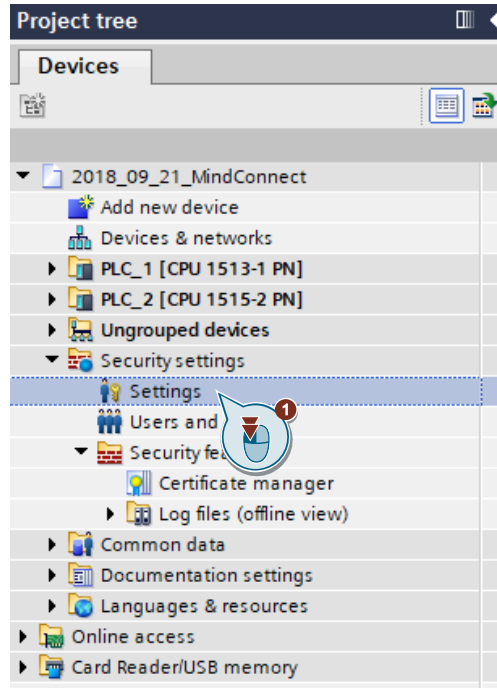 Project tree
Devices
2018_09_21_MindConnect
Add new device
Devices & networks
PLC_1 [CPU 1513-1 PN]
PLC_2 [CPU 1515-2 PN]
Ungrouped devices
Security settings
Settings
1
Users and
Security fea
Certificate manager
Log files (offline view)
Common data
Documentation settings
Languages & resources
Online access
Card Reader/USB memory